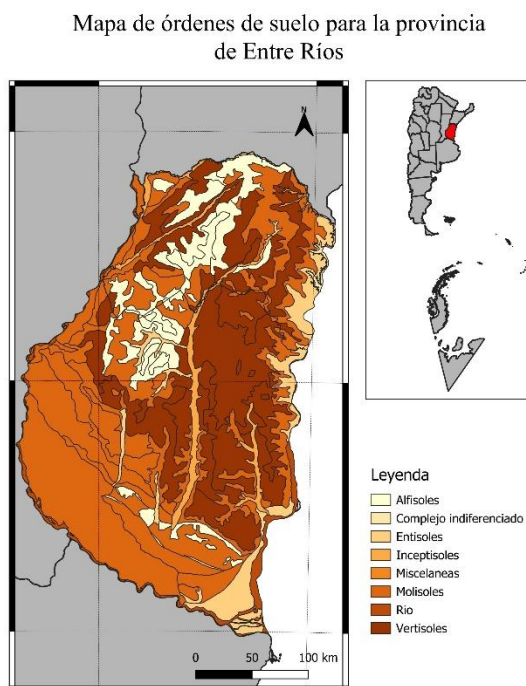 Mapa de órdenes de suelo para la provincia
de Entre Ríos
N
Leyenda
Alfisoles
Complejo indiferenciado
Entisoles
Inceptisoles
Miscelaneas
Molisoles
Rio
Vertisoles
0 50 100 km